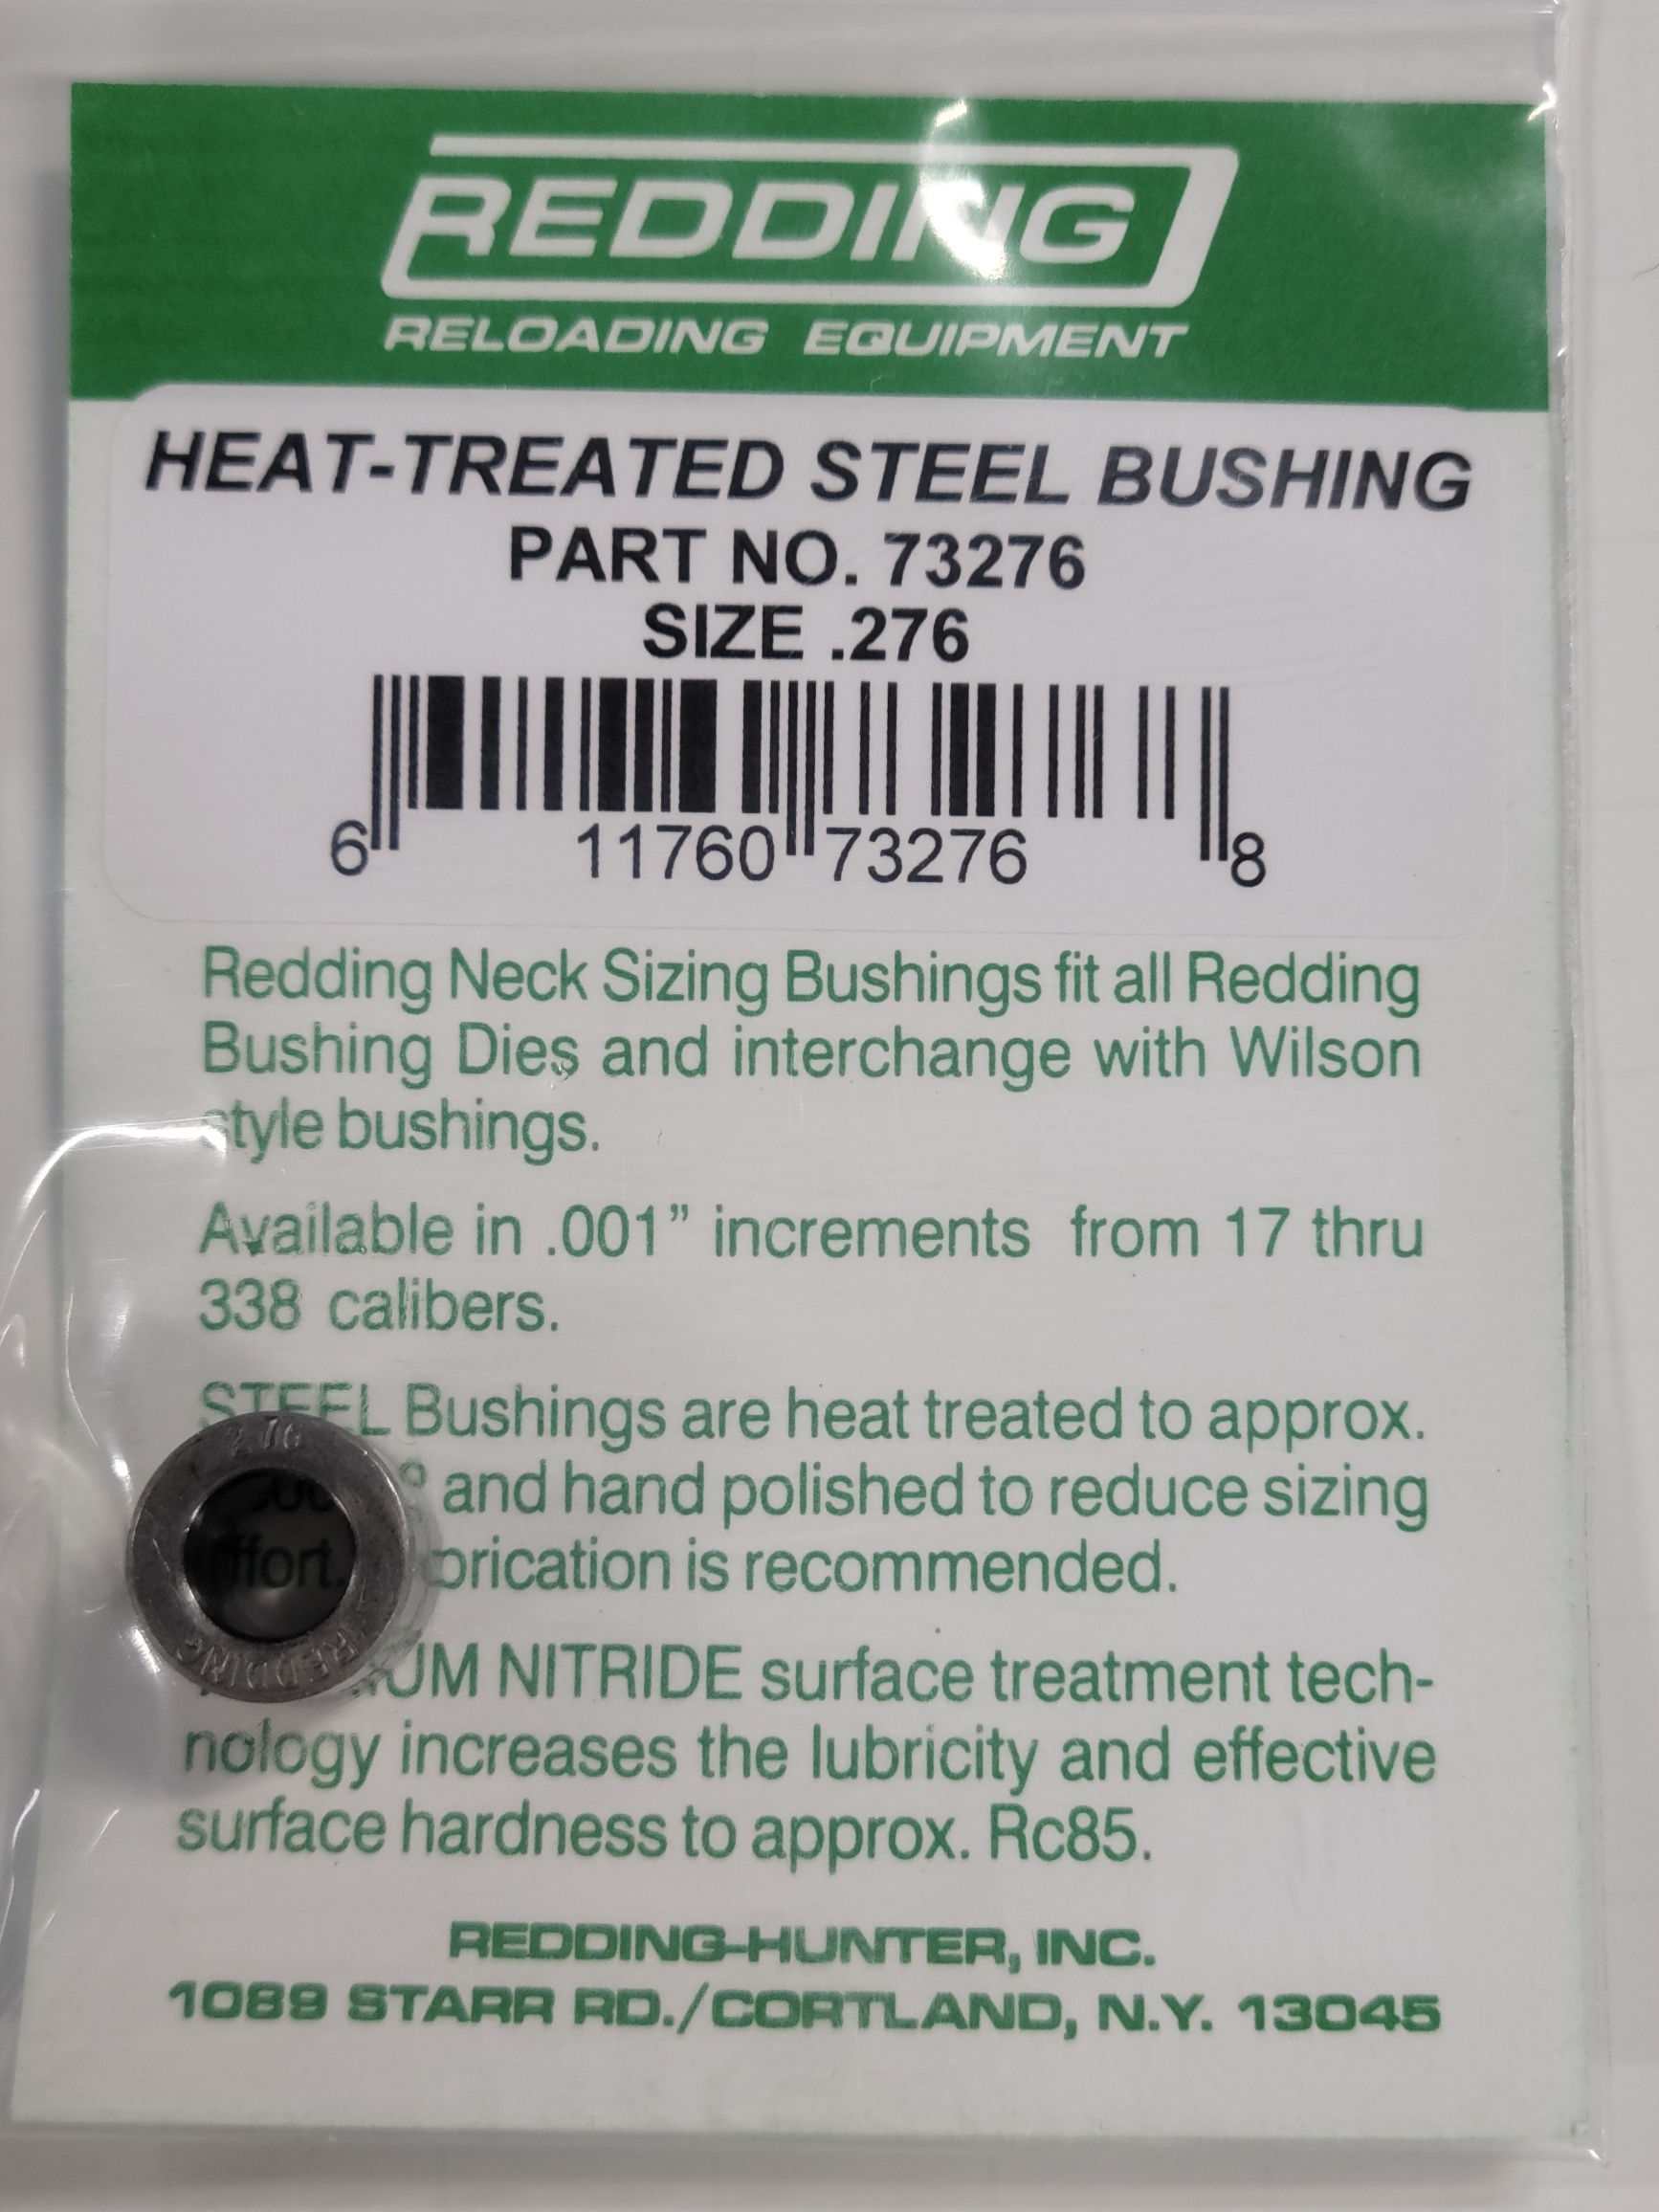 REDDING
RELOADING EQUIPMENT
HEAT-TREATED STEEL BUSHING
PART NO. 73276
SIZE .276
6 11760 73276 8
Redding Neck Sizing Bushings fit all Redding
Bushing Dies and interchange with Wilson
style bushings.
Available in .001” increments from 17 thru
338 calibers.
STEEL Bushings are heat treated to approx.
and hand polished to reduce sizing
is recommended.
NITRIDE surface treatment tech-
nology increases the lubricity and effective
surface hardness to approx. Rc85.
REDDING-HUNTER, INC.
1089 STARR RD./CORTLAND, N.Y. 13045
276
REDDING